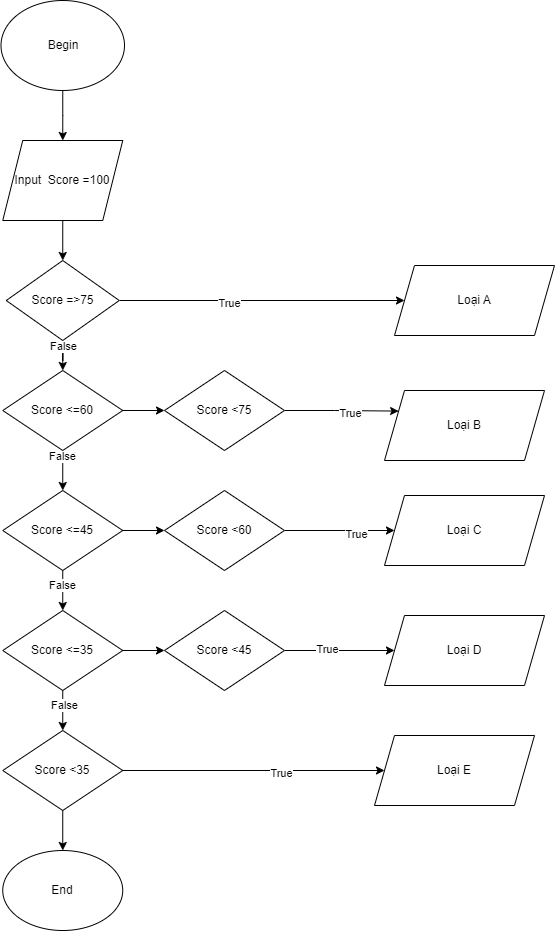 Begin
Input  Score =100
Score =>75
True
Loại A
False
Score <=60
Score <75
True
Loại B
False
Score <=45
Score <60
True
Loại C
False
Score <=35
Score <45
True
Loại D
False
Score <35
True
Loại E
End